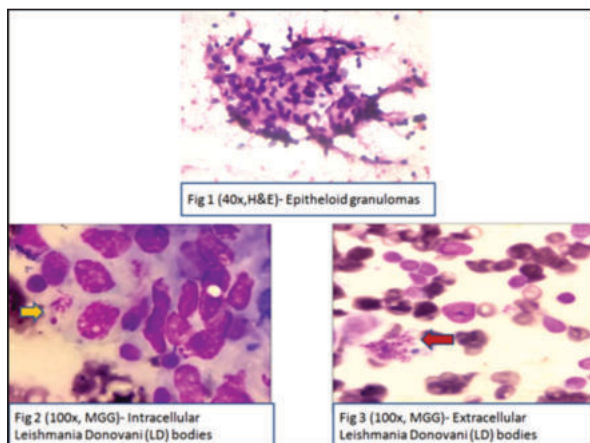 Fig 1 (40x,H&E)- Epitheloid granulomas
Fig 2 (100x, MGG)- Intracellular
Leishmania Donovani (LD) bodies
Fig 3 (100x, MGG)- Extracellular
Leishmania Donovani (LD) bodies